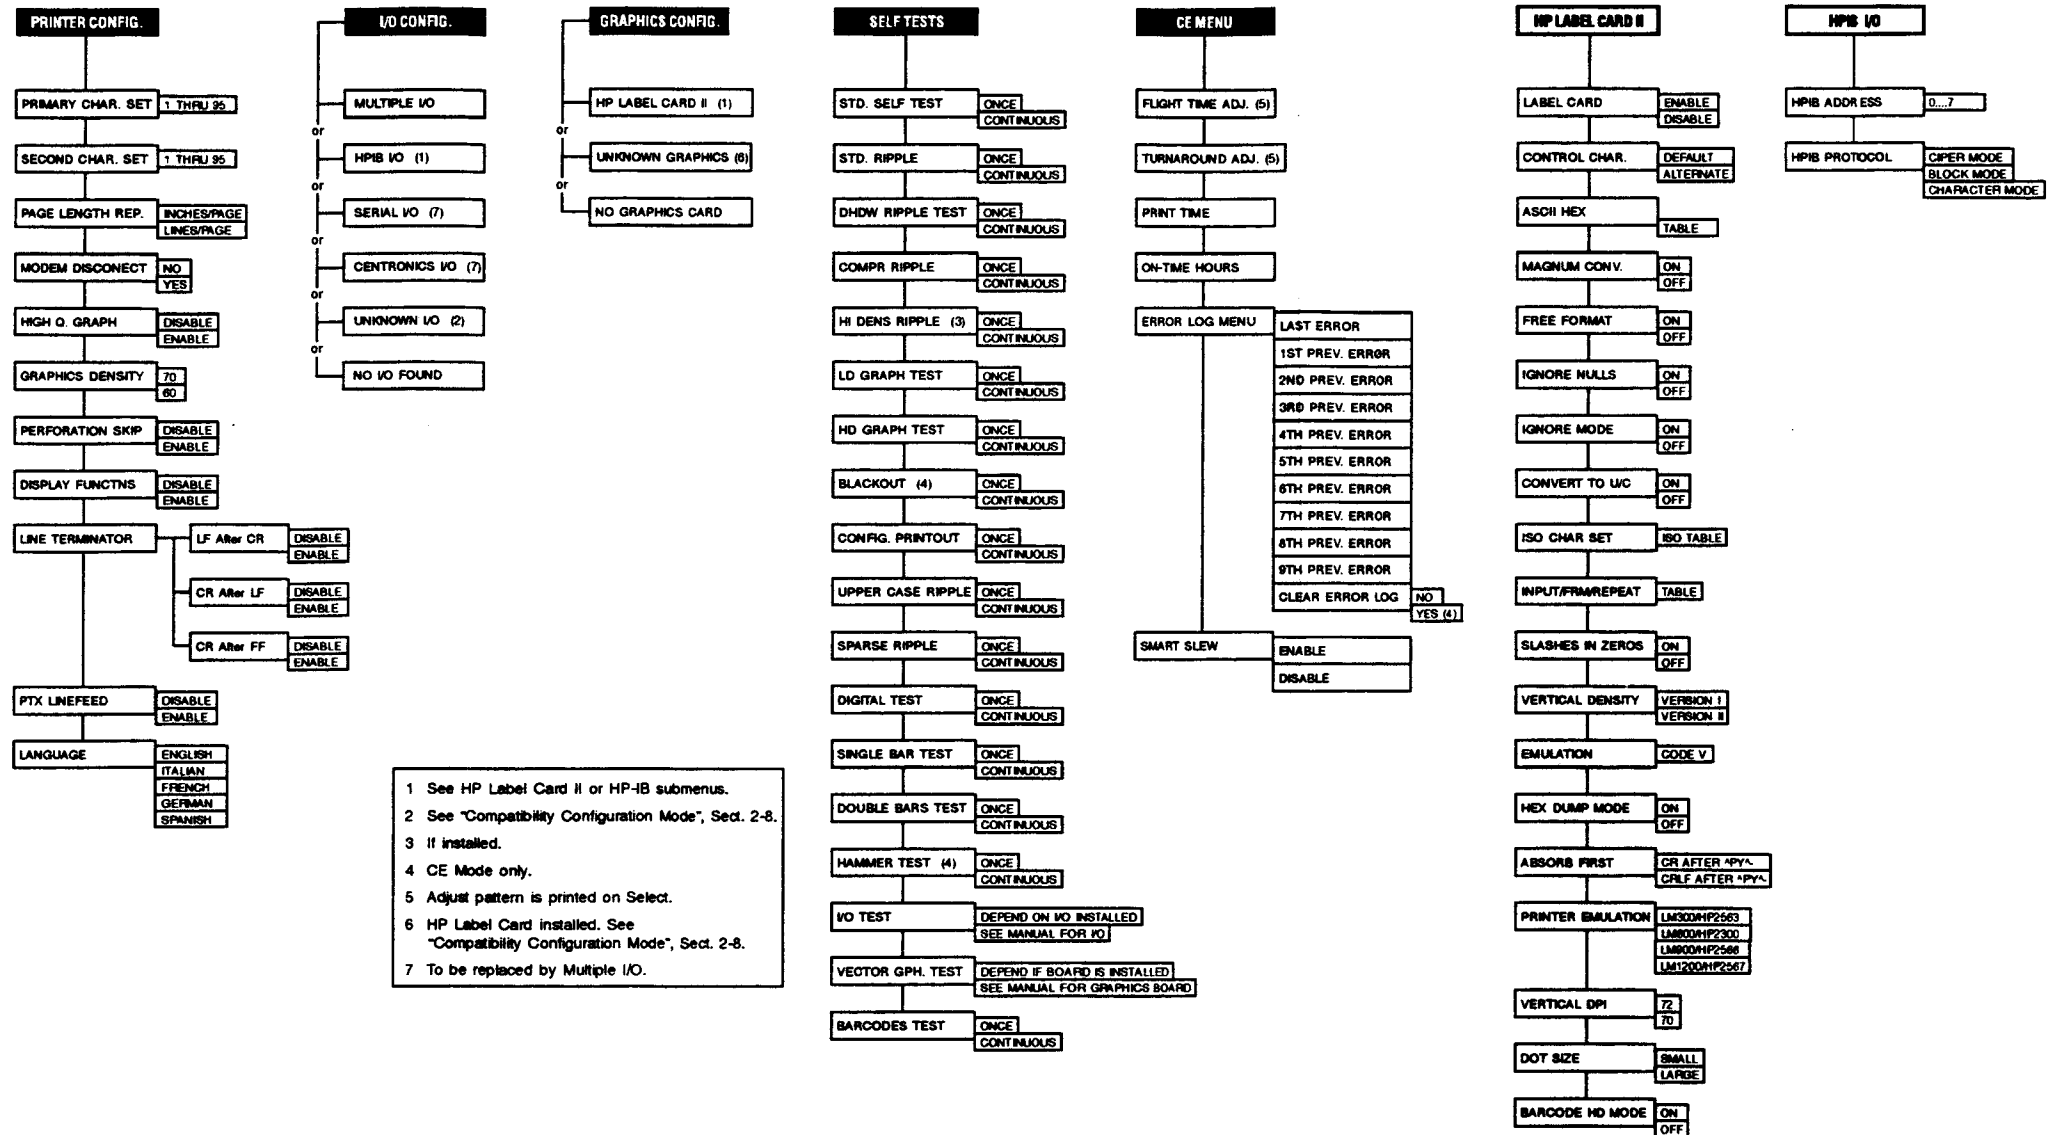 PRINTER CONFIG.
PRIMARY CHAR. SET
1 THRU 95
SECOND CHAR. SET
1 THRU 95
PAGE LENGTH REP.
INCHES/PAGE
LINES/PAGE
MODEM DISCONECT
NO
YES
HIGH Q. GRAPH
DISABLE
ENABLE
GRAPHICS DENSITY
70
60
PERFORATION SKIP
DISABLE
ENABLE
DISPLAY FUNCTNS
DISABLE
ENABLE
LINE TERMINATOR
LF After CR
DISABLE
ENABLE
CR After LF
DISABLE
ENABLE
CR After FF
DISABLE
ENABLE
PTX LINEFEED
DISABLE
ENABLE
LANGUAGE
ENGLISH
ITALIAN
FRENCH
GERMAN
SPANISH
I/O CONFIG.
MULTIPLE I/O
or
HPIB I/O (1)
or
SERIAL I/O (7)
or
CENTRONICS I/O (7)
or
UNKNOWN I/O (2)
or
NO I/O FOUND
GRAPHICS CONFIG.
HP LABEL CARD II (1)
or
UNKNOWN GRAPHICS (6)
or
NO GRAPHICS CARD
1 See HP Label Card II or HP-IB submenus.
2 See "Compatibility Configuration Mode", Sect. 2-8.
3 If installed.
4 CE Mode only.
5 Adjust pattern is printed on Select.
6 HP Label Card installed. See
"Compatibility Configuration Mode", Sect. 2-8.
7 To be replaced by Multiple I/O.
SELF TESTS
STD. SELF TEST
ONCE
CONTINUOUS
STD. RIPPLE
ONCE
CONTINUOUS
DHDW RIPPLE TEST
ONCE
CONTINUOUS
COMPR RIPPLE
ONCE
CONTINUOUS
HI DENS RIPPLE (3)
ONCE
CONTINUOUS
LD GRAPH TEST
ONCE
CONTINUOUS
HD GRAPH TEST
ONCE
CONTINUOUS
BLACKOUT (4)
ONCE
CONTINUOUS
CONFIG. PRINTOUT
ONCE
CONTINUOUS
UPPER CASE RIPPLE
ONCE
CONTINUOUS
SPARSE RIPPLE
ONCE
CONTINUOUS
DIGITAL TEST
ONCE
CONTINUOUS
SINGLE BAR TEST
ONCE
CONTINUOUS
DOUBLE BARS TEST
ONCE
CONTINUOUS
HAMMER TEST (4)
ONCE
CONTINUOUS
I/O TEST
DEPEND ON I/O INSTALLED
SEE MANUAL FOR I/O
VECTOR GPH. TEST
DEPEND IF BOARD IS INSTALLED
SEE MANUAL FOR GRAPHICS BOARD
BARCODES TEST
ONCE
CONTINUOUS
CE MENU
FLIGHT TIME ADJ. (5)
TURNAROUND ADJ. (5)
PRINT TIME
ON-TIME HOURS
ERROR LOG MENU
LAST ERROR
1ST PREV. ERROR
2ND PREV. ERROR
3RD PREV. ERROR
4TH PREV. ERROR
5TH PREV. ERROR
6TH PREV. ERROR
7TH PREV. ERROR
8TH PREV. ERROR
9TH PREV. ERROR
CLEAR ERROR LOG
NO
YES (4)
SMART SLEW
ENABLE
DISABLE
HP LABEL CARD II
LABEL CARD
ENABLE
DISABLE
CONTROL CHAR.
DEFAULT
ALTERNATE
ASCII HEX
TABLE
MAGNUM CONV.
ON
OFF
FREE FORMAT
ON
OFF
IGNORE NULLS
ON
OFF
IGNORE MODE
ON
OFF
CONVERT TO U/C
ON
OFF
ISO CHAR SET
ISO TABLE
INPUT/FRM/REPEAT
TABLE
SLASHES IN ZEROS
ON
OFF
VERTICAL DENSITY
VERSION I
VERSION II
EMULATION
CODE V
HEX DUMP MODE
ON
OFF
ABSORB FIRST
CR AFTER ^PY^-
CRLF AFTER ^PY^-
PRINTER EMULATION
LM300/HP2563
LM600/HP2300
LM900/HP2566
LM1200/HP2567
VERTICAL DPI
72
70
DOT SIZE
SMALL
LARGE
BARCODE HD MODE
ON
OFF
HPIB I/O
HPIB ADDRESS
0....7
HPIB PROTOCOL
CIPER MODE
BLOCK MODE
CHARACTER MODE